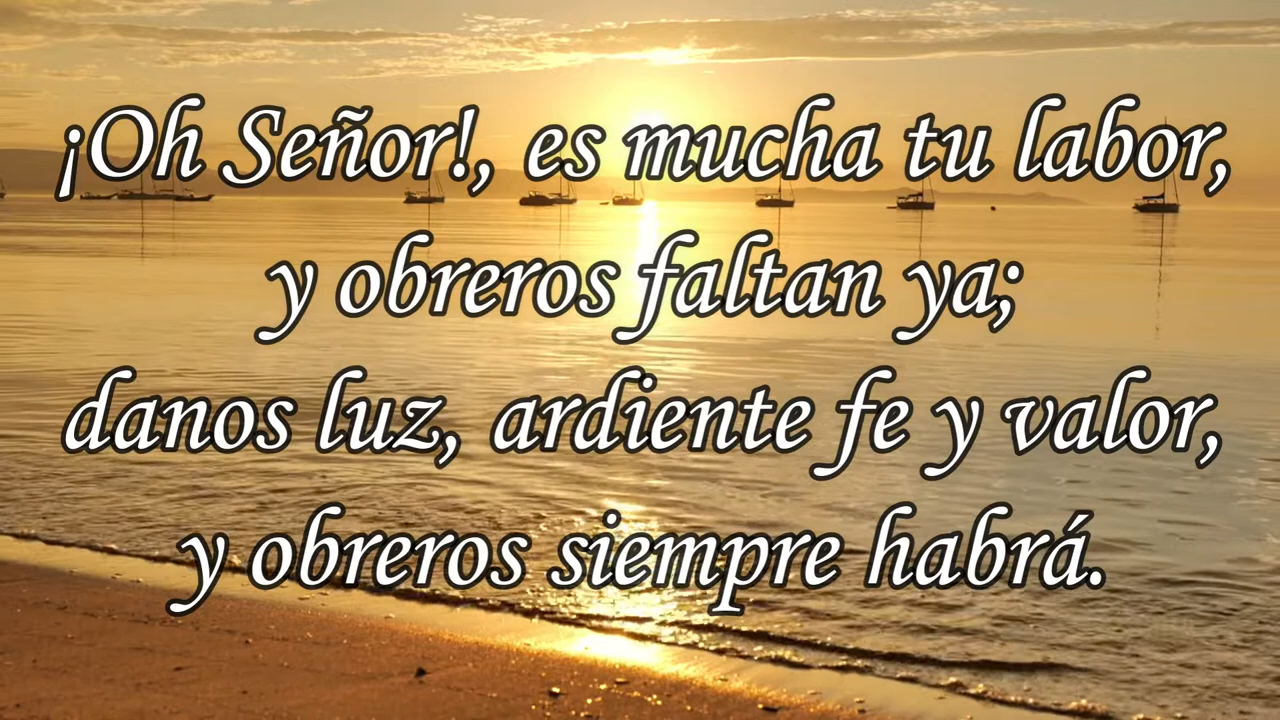 ¡Oh Señor!, es mucha tu labor,
y obreros faltan ya;
danos luz, ardiente fe y valor,
y obreros siempre habrá.